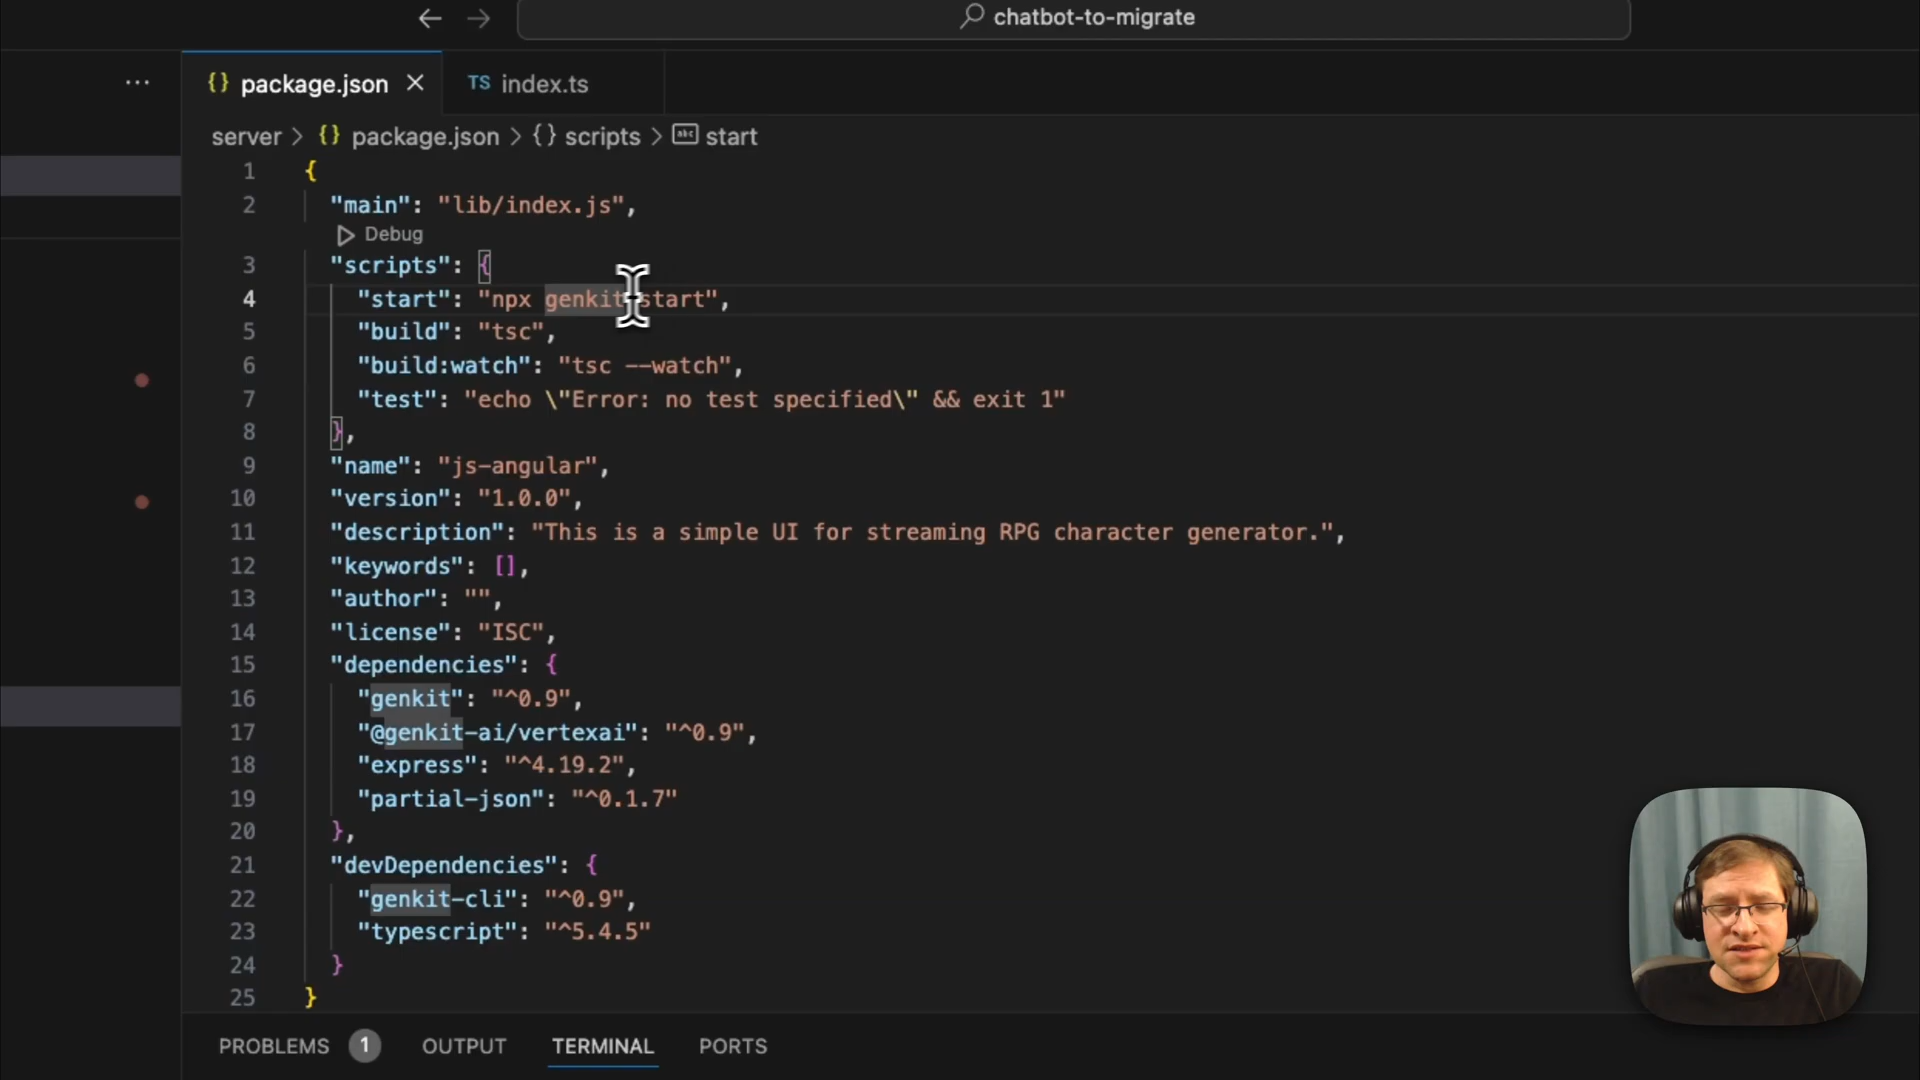 chatbot-to-migrate
package.json
TS index.ts
server > {} package.json > {} scripts > abc start
1 {
2 "main": "lib/index.js",
Debug
3 "scripts": {
4 "start": "npx genkit start",
5 "build": "tsc",
6 "build:watch": "tsc --watch",
7 "test": "echo \"Error: no test specified\" && exit 1"
8 },
9 "name": "js-angular",
10 "version": "1.0.0",
11 "description": "This is a simple UI for streaming RPG character generator.",
12 "keywords": [],
13 "author": "",
14 "license": "ISC",
15 "dependencies": {
16 "genkit": "^0.9",
17 "@genkit-ai/vertexai": "^0.9",
18 "express": "^4.19.2",
19 "partial-json": "^0.1.7"
20 },
21 "devDependencies": {
22 "genkit-cli": "^0.9",
23 "typescript": "^5.4.5"
24 }
25 }
PROBLEMS 1 OUTPUT TERMINAL PORTS